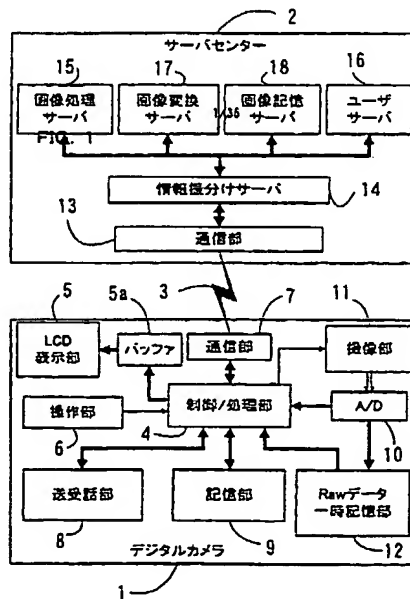 2
サーバセンター
15
17
18
16
画像処理
サーバ
画像変換
サーバ
画像記憶
サーバ
ユーザ
サーバ
1/36
FIG. 1
情報振分けサーバ
14
13
通信部
5
5a
3
7
11
LCD
表示部
バッファ
通信部
撮像部
操作部
6
制御/処理部
4
A/D
10
送受話部
8
記憶部
9
Rawデータ
一時記憶部
12
デジタルカメラ
1